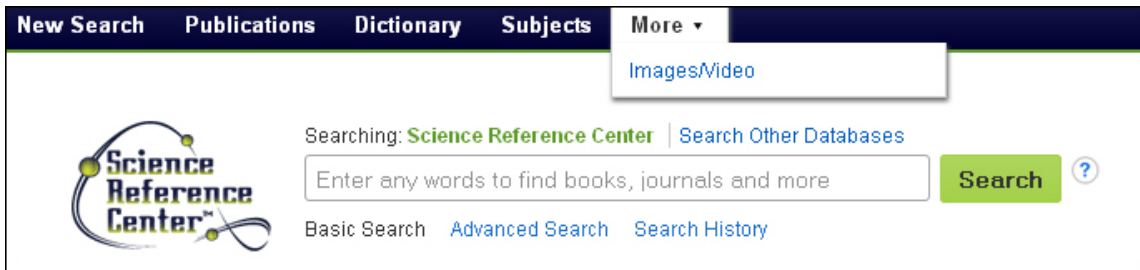 New Search Publications Dictionary Subjects More ▾
Images/Video
Searching: Science Reference Center | Search Other Databases
Science
Reference
Center™
Enter any words to find books, journals and more Search ?
Basic Search Advanced Search Search History